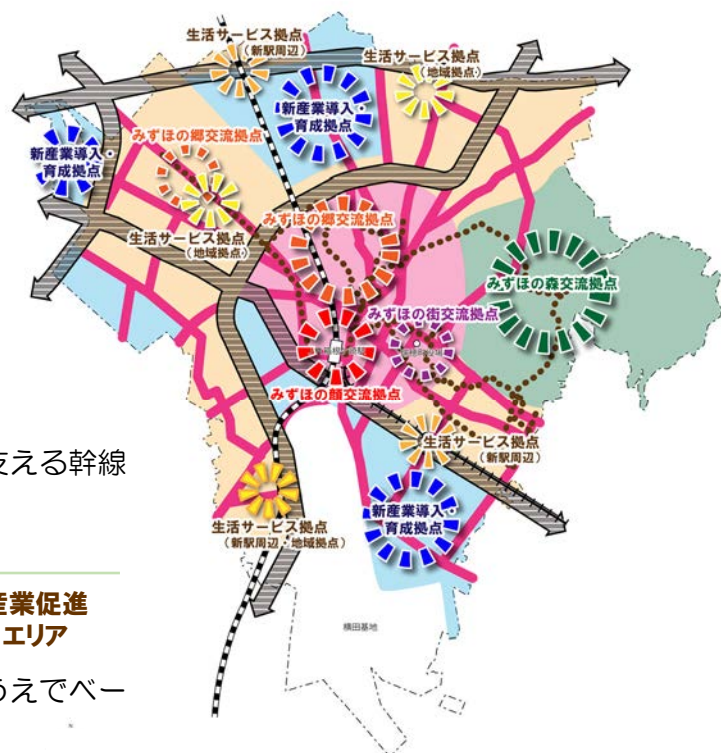 生活サービス拠点
（新駅周辺）
生活サービス拠点
（地域拠点）
新産業導入・
育成拠点
みずほの郷交流拠点
新産業導入・
育成拠点
みずほの郷交流拠点
生活サービス拠点
（地域拠点）
みずほの森交流拠点
みずほの街交流拠点
みずほの顔交流拠点
生活サービス拠点
（新駅周辺）
支える幹線
新産業導入・
育成拠点
生活サービス拠点
（新駅周辺・地域拠点）
産業促進
エリア
横田基地
うえでベー